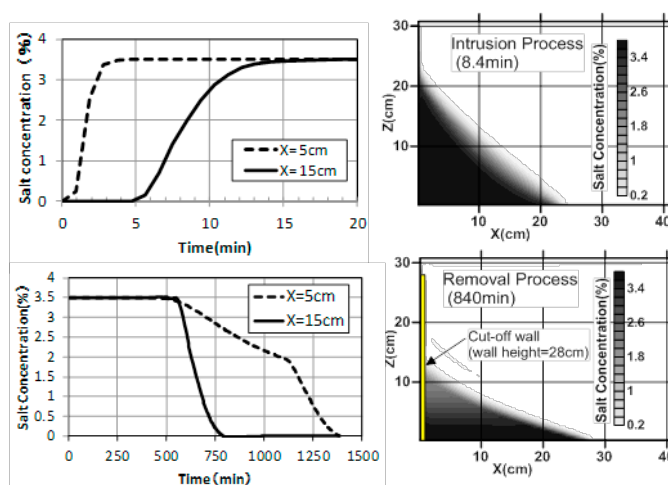 Salt concentration (%)
4
3
2
1
0
X=5cm
X=15cm
0 5 10 15 20
Time(min)
30
20
10
Z(cm)
Intrusion Process
(8.4min)
Salt Concentration(%)
3.4
2.6
1.8
1
0.2
10 20 30 40
X(cm)
Salt Concentration(%)
4
3.5
3
2.5
2
1.5
1
0.5
0
X=5cm
X=15cm
0 250 500 750 1000 1250 1500
Time(min)
30
20
10
Z(cm)
Removal Process
(840min)
Cut-off wall
(wall height=28cm)
Salt Concentration(%)
3.4
2.6
1.8
1
0.2
10 20 30 40
X(cm)